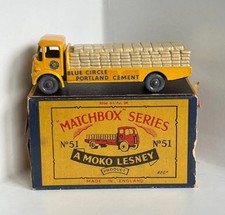 BLUE CIRCLE
PORTLAND CEMENT
MATCHBOX SERIES
Nº51 Nº51
A MOKO LESNEY
PRODUCT
MADE IN ENGLAND